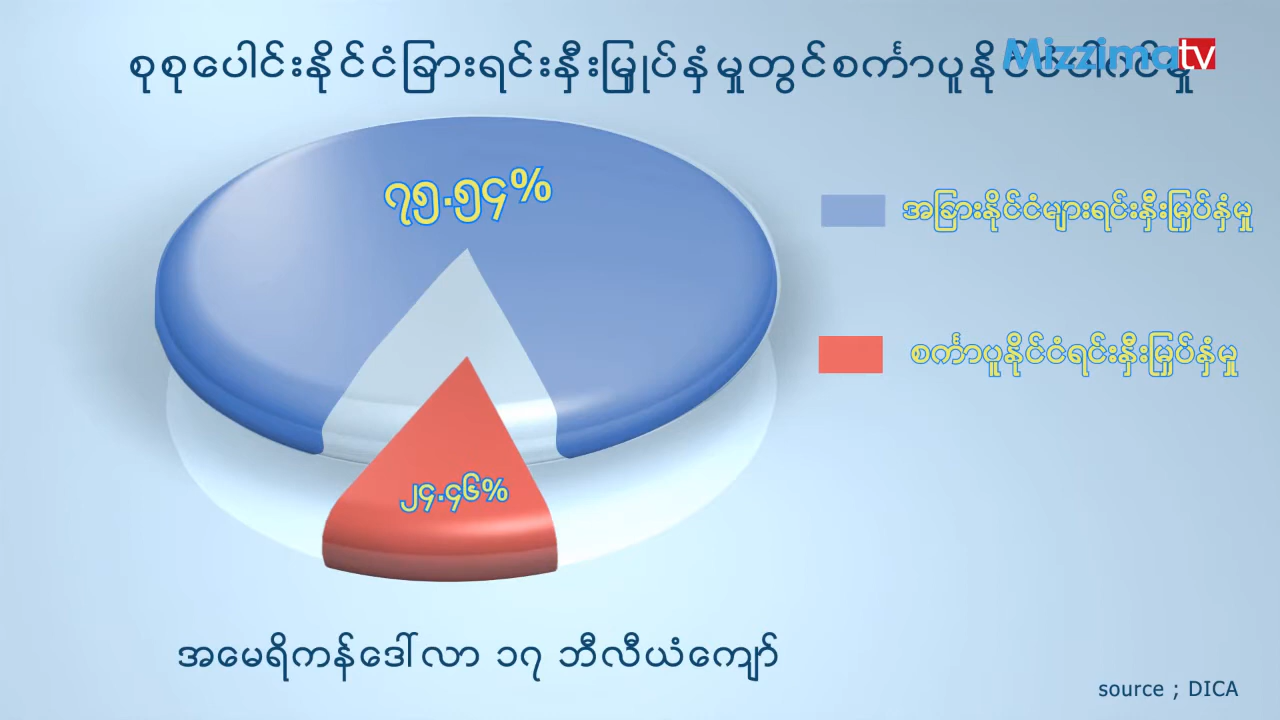 စုစုပေါင်းနိုင်ငံခြားရင်းနှီးမြှုပ်နှံမှုတွင်စင်္ကာပူနိုင်ငံပါဝင်မှု
Mizzima tv
၇၅.၅၄%
အခြားနိုင်ငံများရင်းနှီးမြှုပ်နှံမှု
စင်္ကာပူနိုင်ငံရင်းနှီးမြှုပ်နှံမှု
၂၄.၄၆%
အမေရိကန်ဒေါ်လာ ၁၇ ဘီလီယံကျော်
source ; DICA